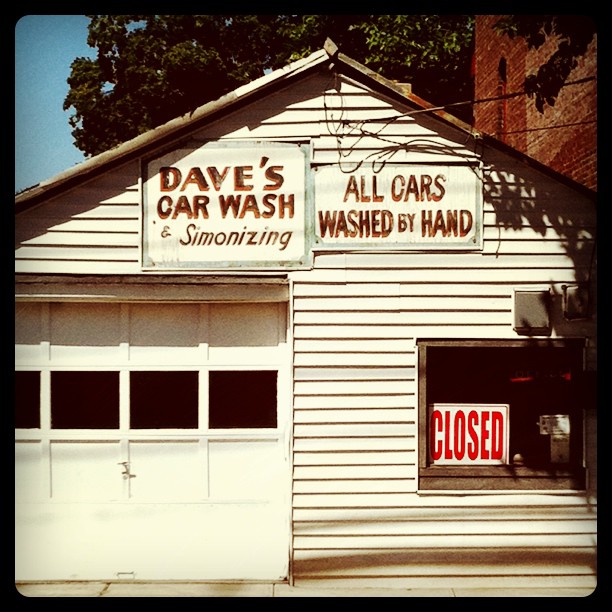 DAVE'S
CAR WASH
& Simonizing
ALL CARS
WASHED BY HAND
CLOSED